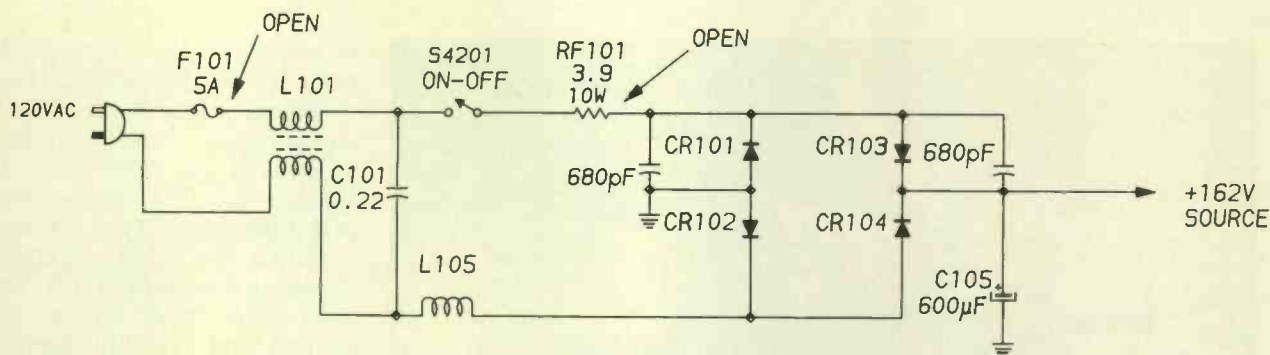 OPEN
F101
5A
L101
120VAC
C101
0.22
L105
S4201
ON-OFF
RF101
3.9
10W
OPEN
680pF
CR101
CR102
CR103
CR104
680pF
+162V
SOURCE
C105
+
600µF